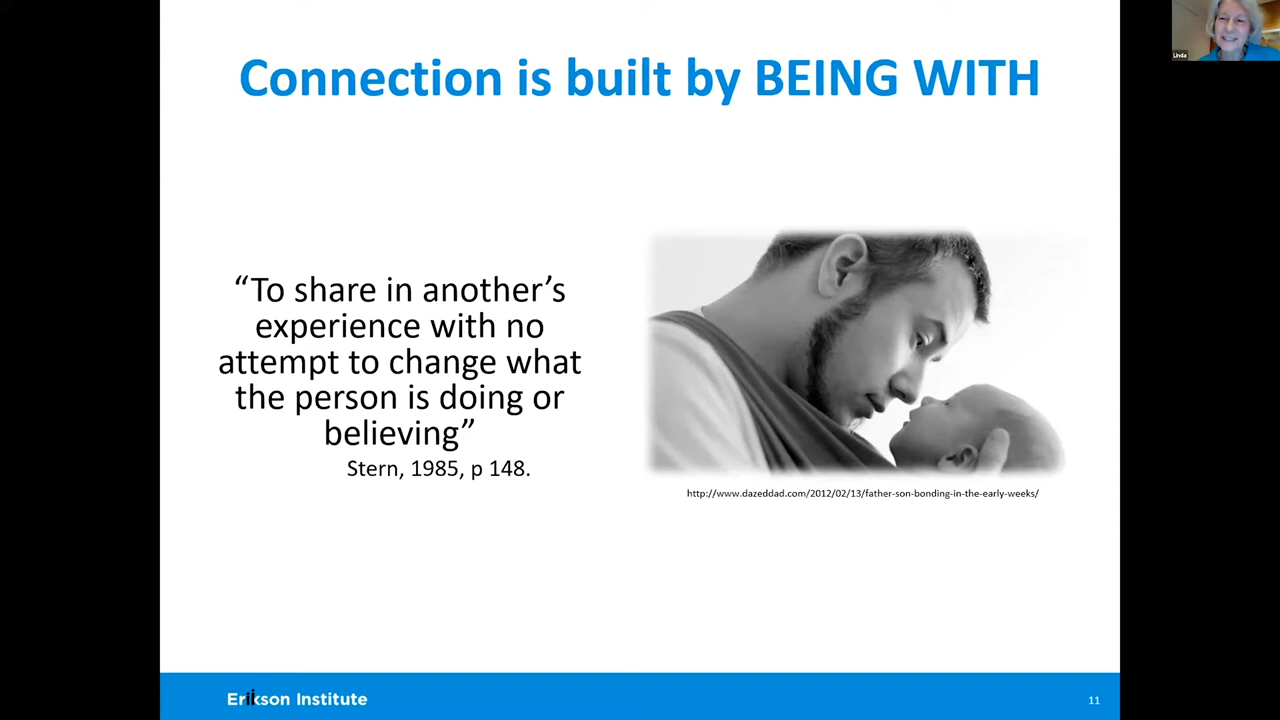 Connection is built by BEING WITH
Linda
“To share in another’s
experience with no
attempt to change what
the person is doing or
believing”
Stern, 1985, p 148.
http://www.dazeddad.com/2012/02/13/father-son-bonding-in-the-early-weeks/
Erikson Institute
11